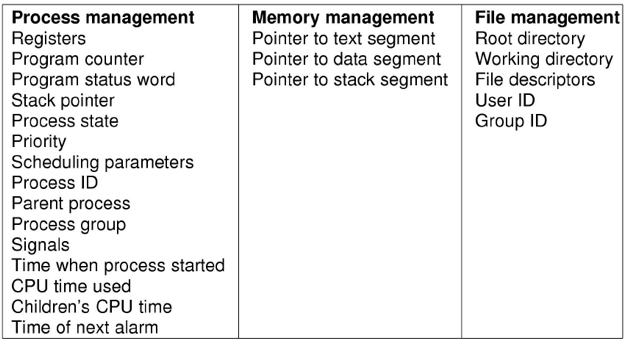 Process management
Registers
Program counter
Program status word
Stack pointer
Process state
Priority
Scheduling parameters
Process ID
Parent process
Process group
Signals
Time when process started
CPU time used
Children's CPU time
Time of next alarm
Memory management
Pointer to text segment
Pointer to data segment
Pointer to stack segment
File management
Root directory
Working directory
File descriptors
User ID
Group ID